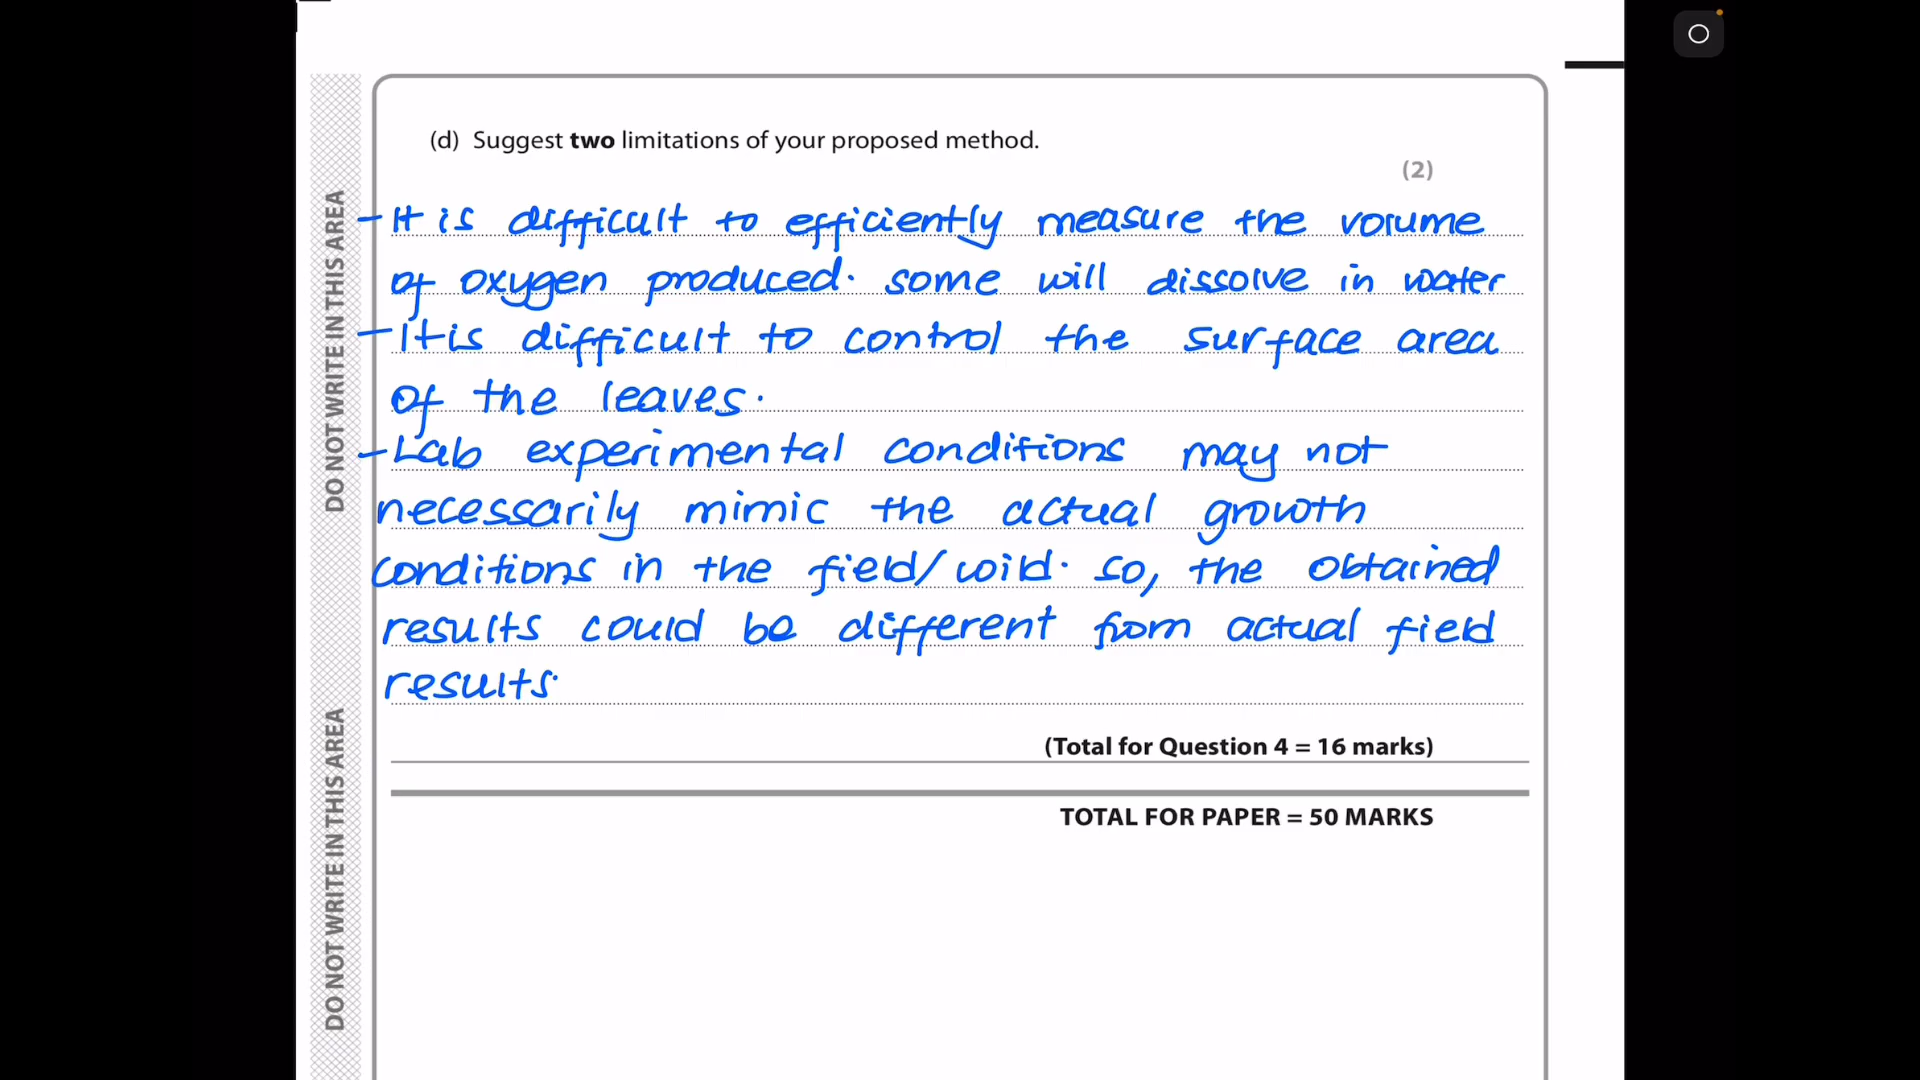 (d) Suggest two limitations of your proposed method.
(2)
- It is difficult to efficiently measure the volume
of oxygen produced. some will dissolve in water
- It is difficult to control the surface area
of the leaves.
- Lab experimental conditions may not
necessarily mimic the actual growth
conditions in the field/wild. so, the obtained
results could be different from actual field
results.
(Total for Question 4 = 16 marks)
TOTAL FOR PAPER = 50 MARKS
DO NOT WRITE IN THIS AREA
DO NOT WRITE IN THIS AREA